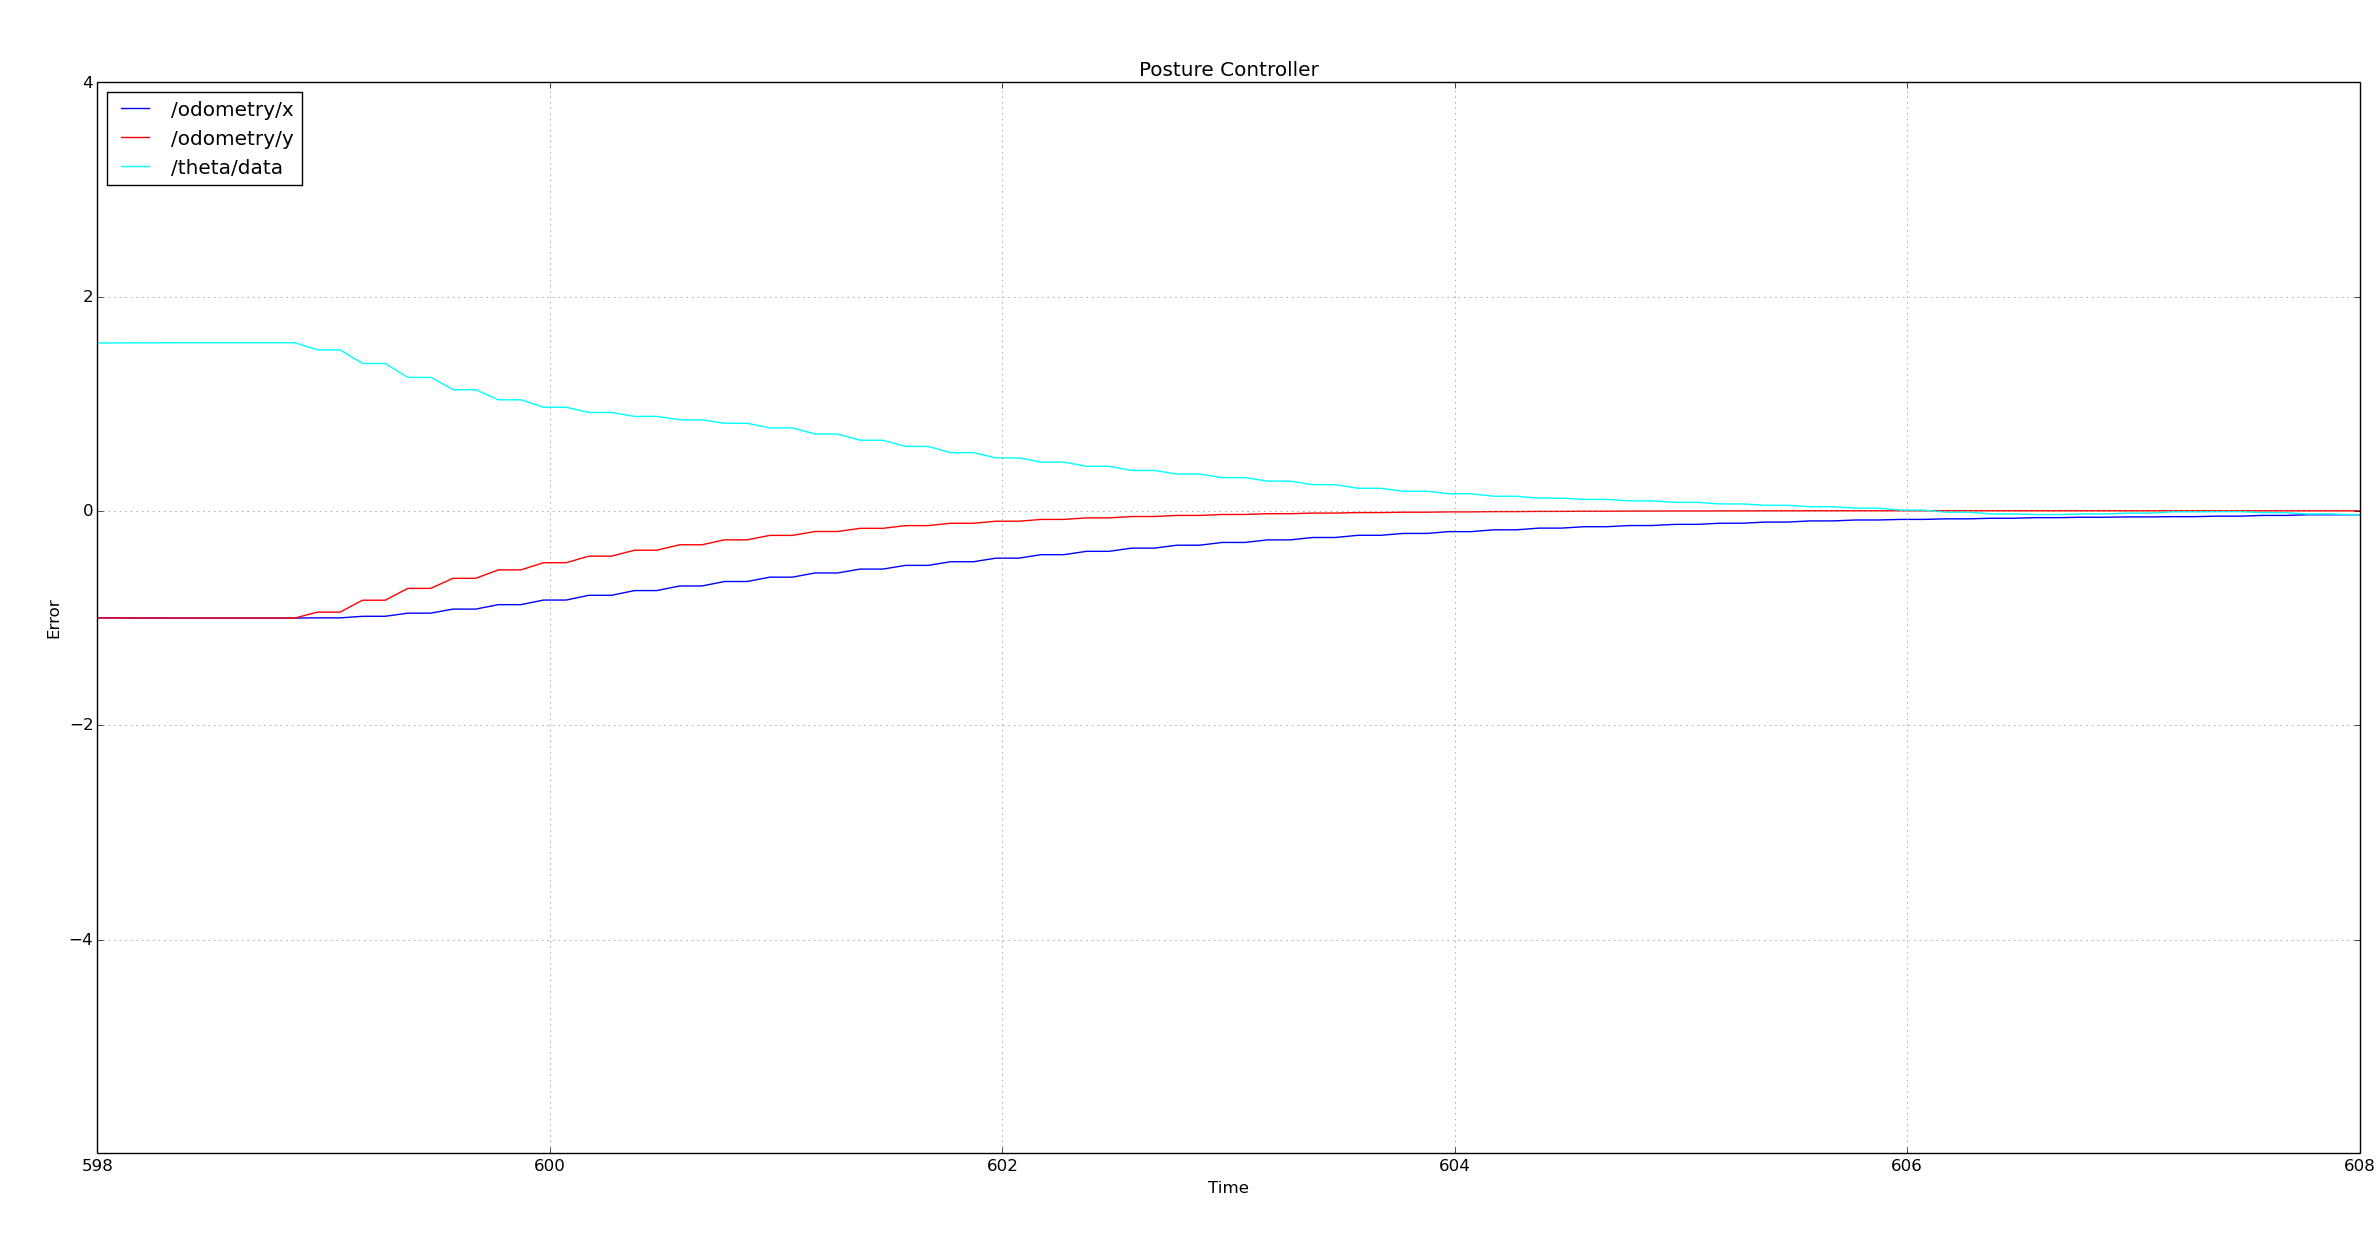 Posture Controller
4
/odometry/x
/odometry/y
/theta/data
2
0
Error
−2
−4
598 600 602 604 606 608
Time